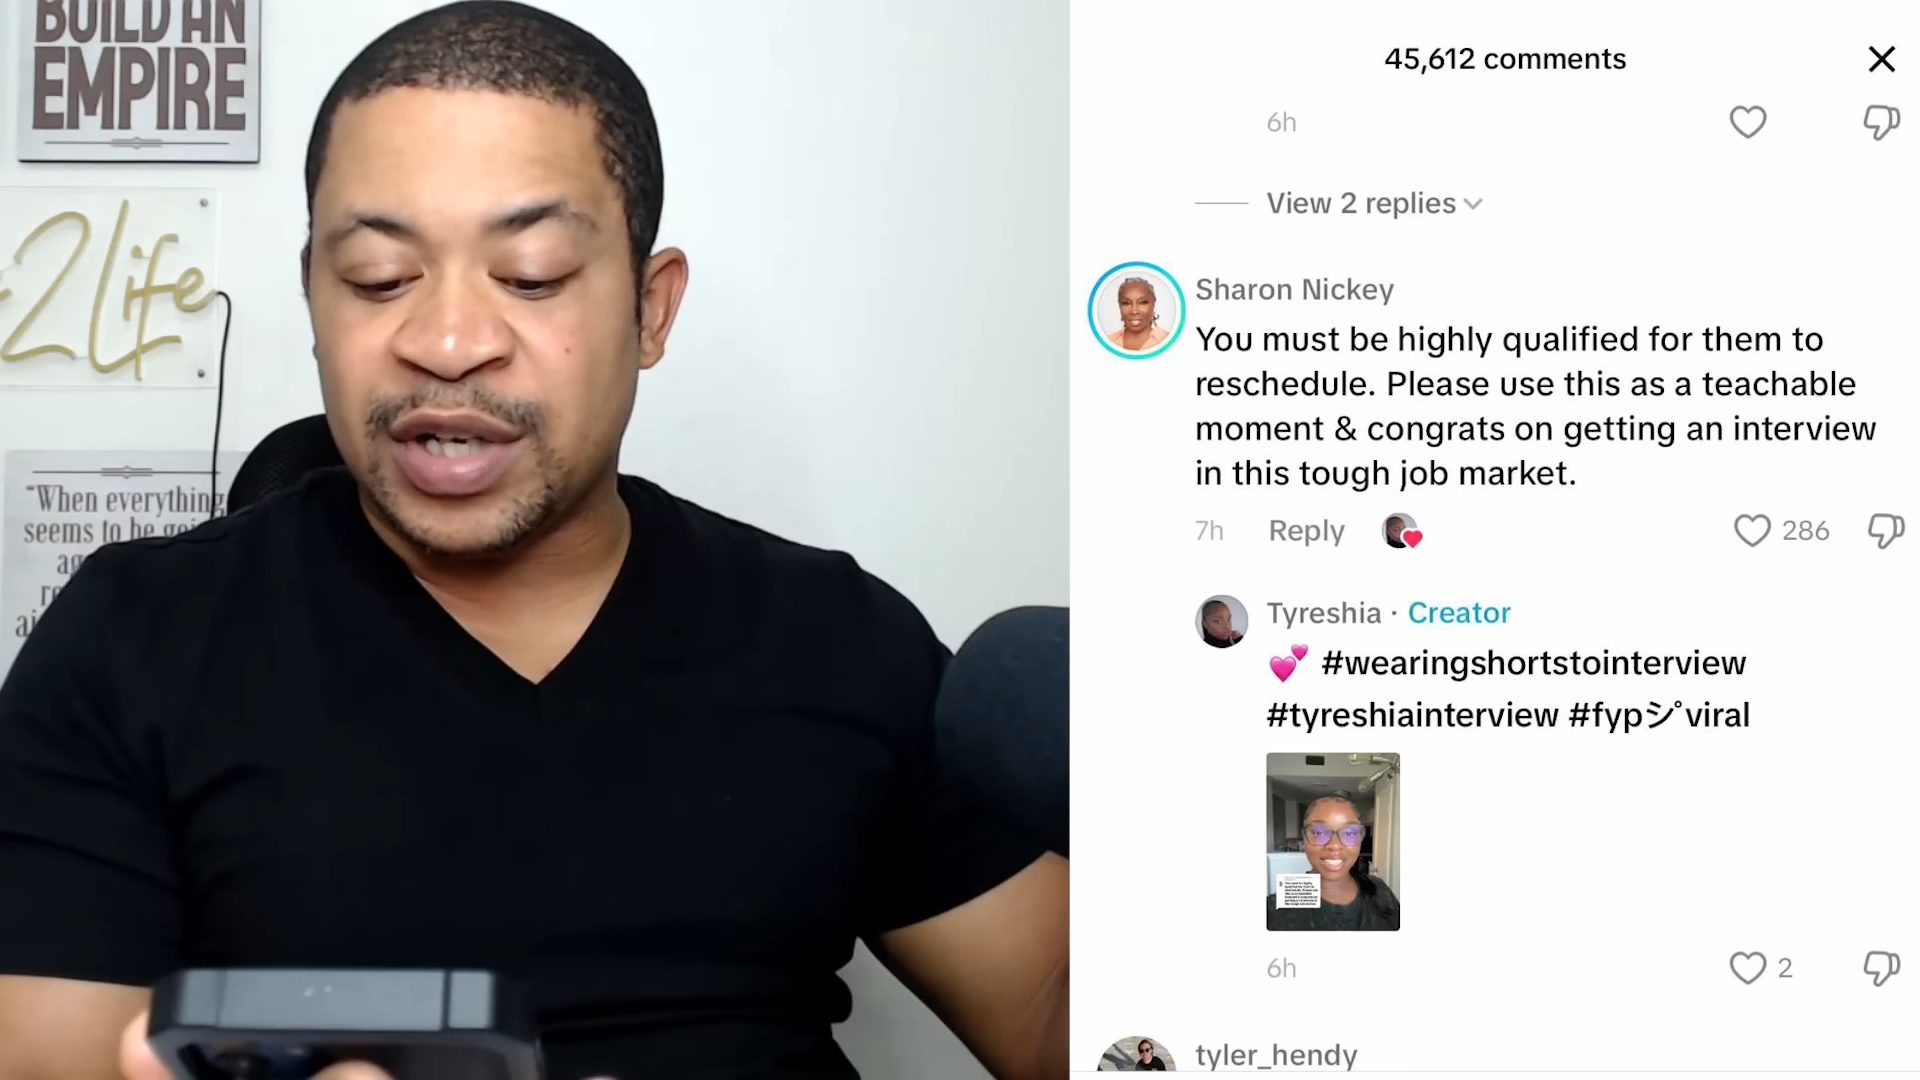 BUILD AN
EMPIRE
2Life
"When everything
seems to be
45,612 comments
6h
View 2 replies
Sharon Nickey
You must be highly qualified for them to
reschedule. Please use this as a teachable
moment & congrats on getting an interview
in this tough job market.
7h Reply 286
Tyreshia · Creator
💕 #wearingshortstointerview
#tyreshiainterview #fypシ゚viral
6h 2
tyler_hendy